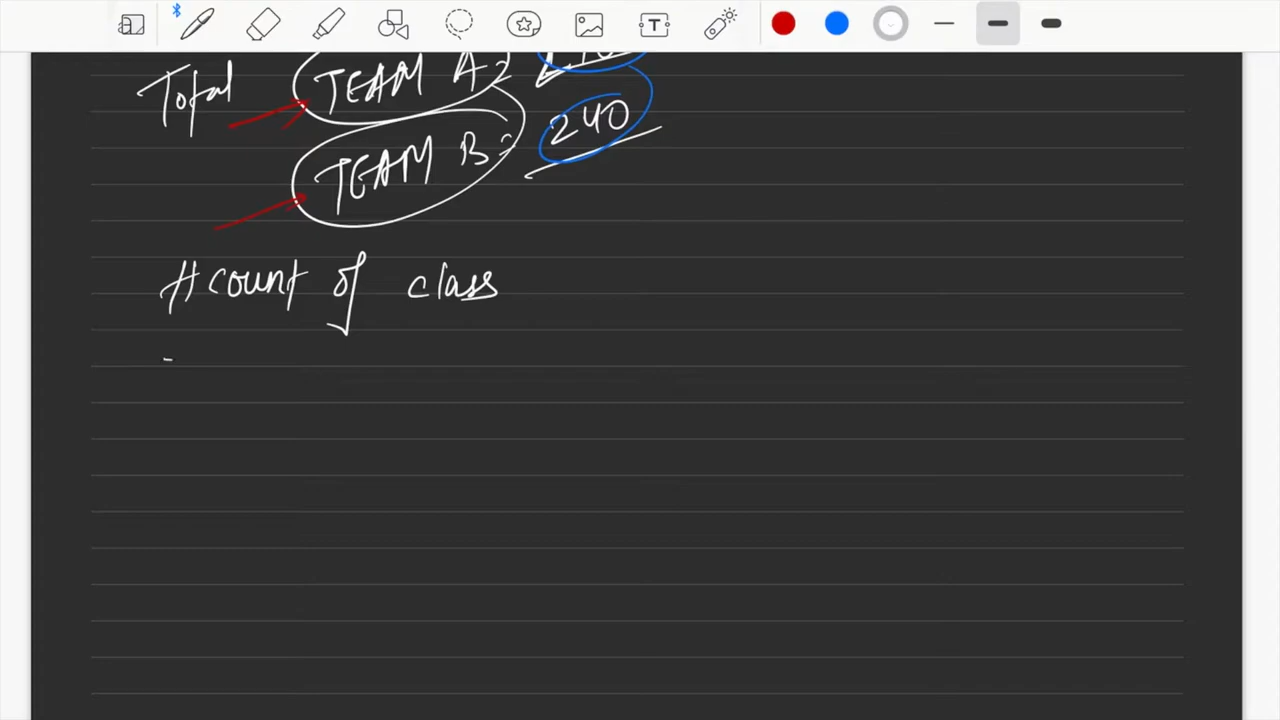 Total TEAM A =
TEAM B = 240
# count of class